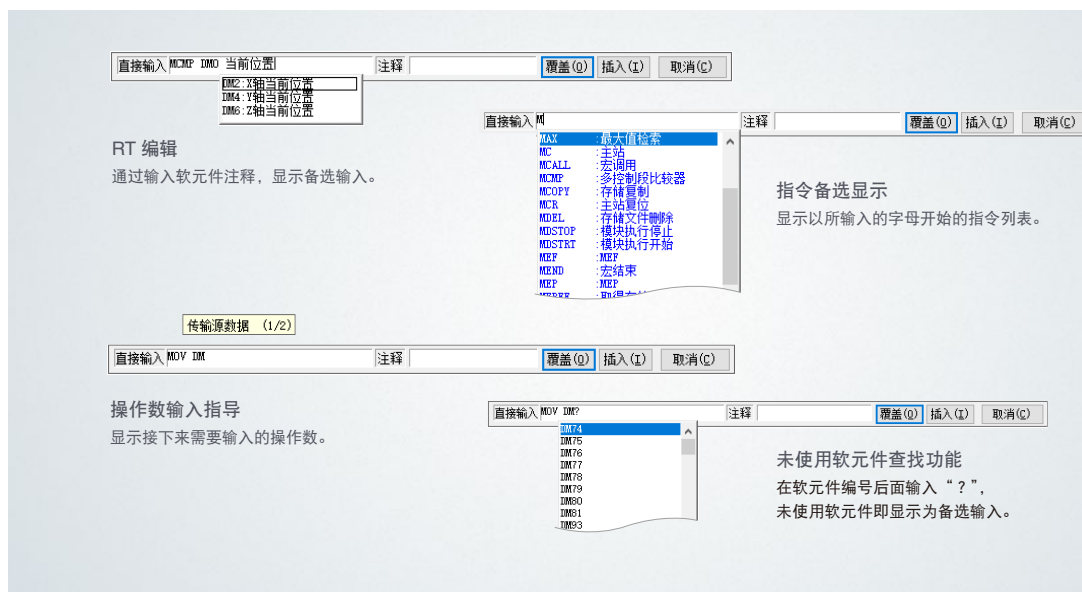 直接输入 MCMP DM0 当前位置 注释 覆盖(O) 插入(I) 取消(C)
DM2:X轴当前位置
DM4:Y轴当前位置
DM6:Z轴当前位置
RT 编辑
通过输入软元件注释，显示备选输入。
直接输入 M 注释 覆盖(O) 插入(I) 取消(C)
MAX :最大值检索
MC :主站
MCALL :宏调用
MCMP :多控制段比较器
MCOPY :存储复制
MCR :主站复位
MDEL :存储文件删除
MDSTOP :模块执行停止
MDSTRT :模块执行开始
MEF :MEF
MEND :宏结束
MEP :MEP
指令备选显示
显示以所输入的字母开始的指令列表。
传输源数据 (1/2)
直接输入 MOV DM 注释 覆盖(O) 插入(I) 取消(C)
操作数输入指导
显示接下来需要输入的操作数。
直接输入 MOV DM? 注释 覆盖(O) 插入(I) 取消(C)
DM74
DM75
DM76
DM77
DM78
DM79
DM80
DM81
DM93
未使用软元件查找功能
在软元件编号后面输入“？”，
未使用软元件即显示为备选输入。